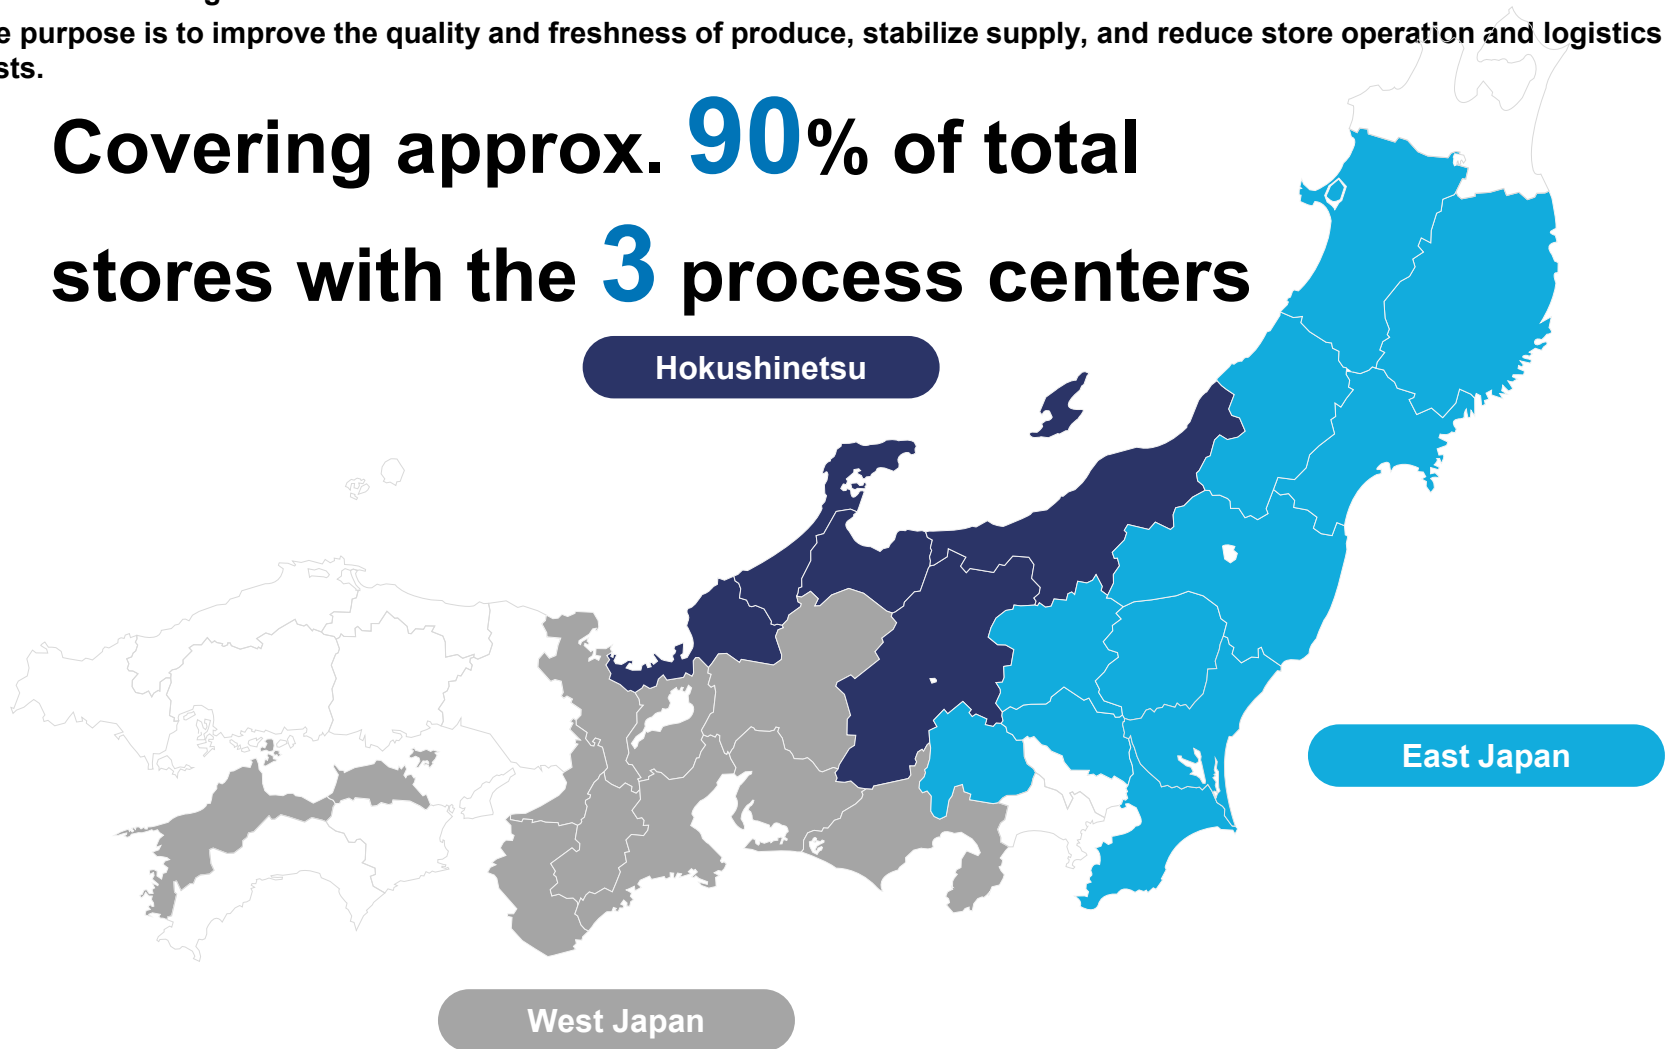 e purpose is to improve the quality and freshness of produce, stabilize supply, and reduce store operation and logistics
sts.
Covering approx. 90% of total
stores with the 3 process centers
Hokushinetsu
East Japan
West Japan